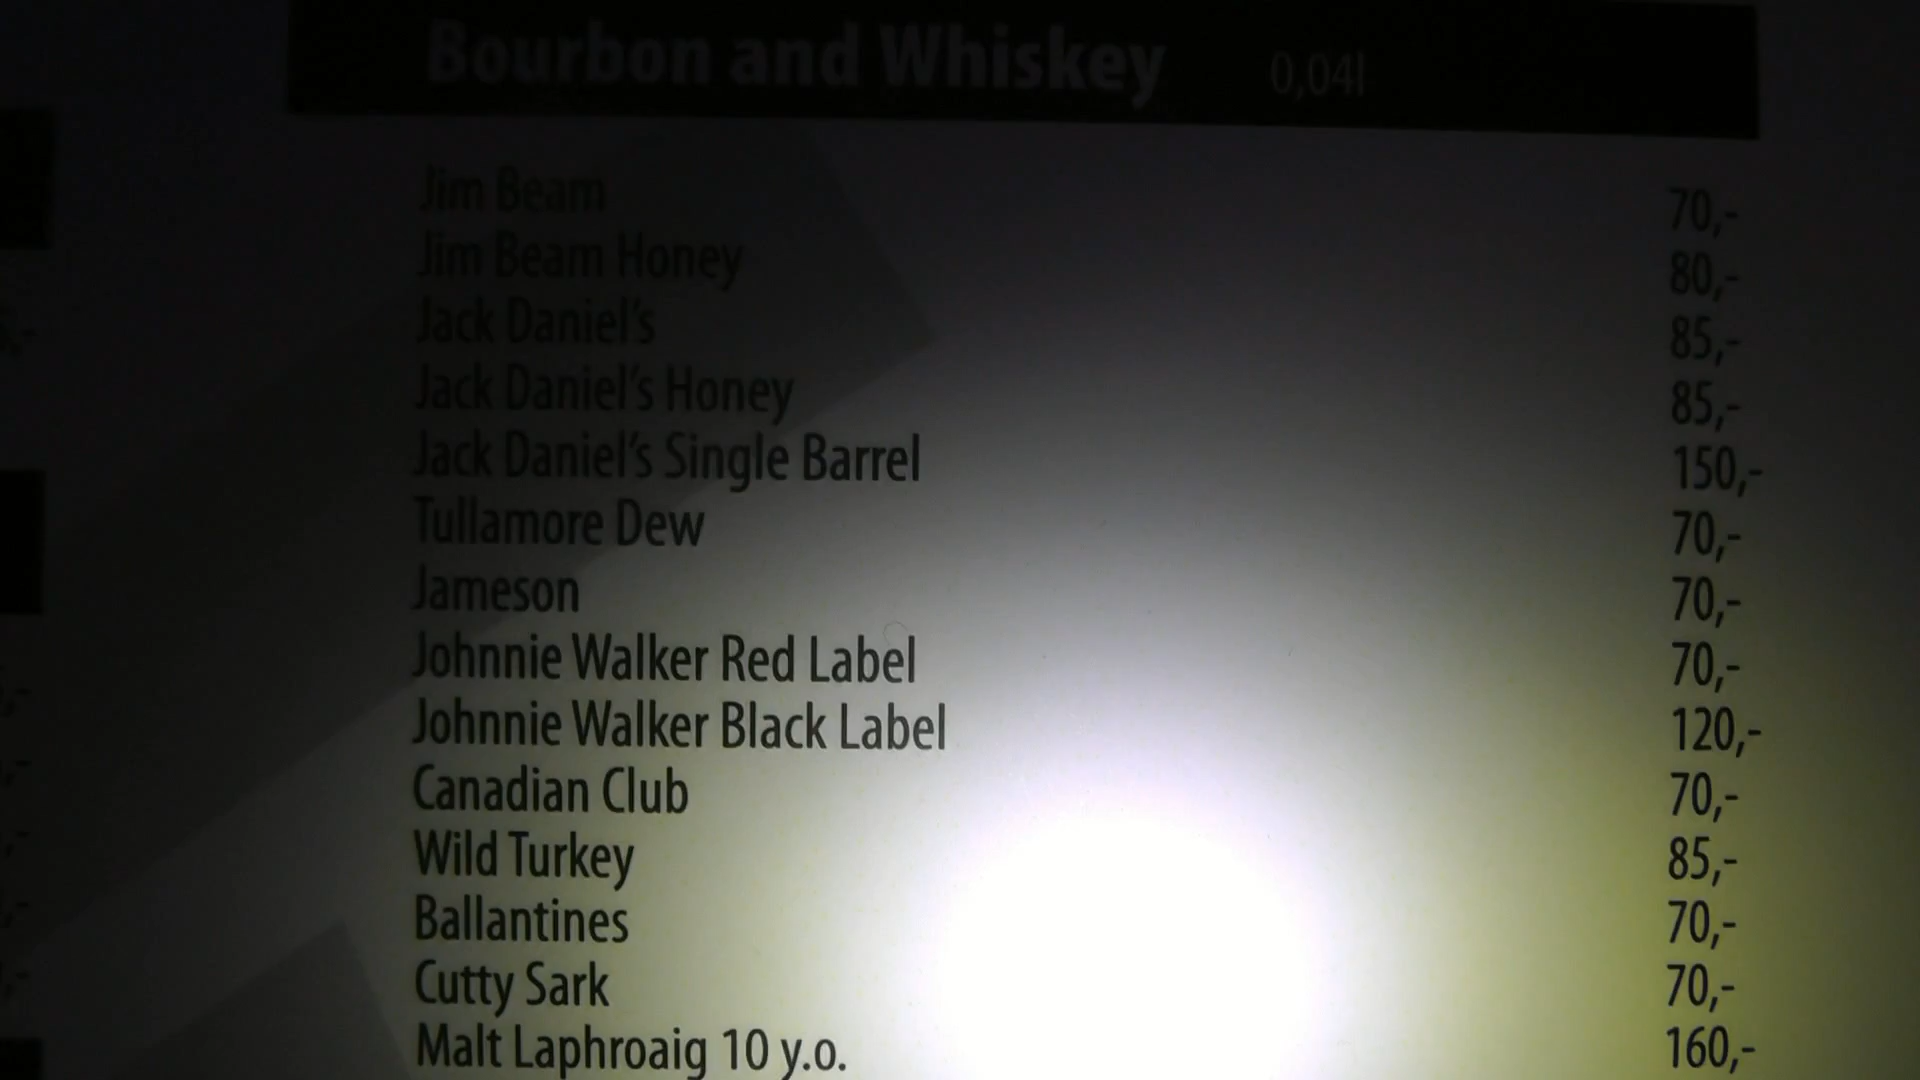 Bourbon and Whiskey 0,04l
Jim Beam 70,-
Jim Beam Honey 80,-
Jack Daniel's 85,-
Jack Daniel's Honey 85,-
Jack Daniel's Single Barrel 150,-
Tullamore Dew 70,-
Jameson 70,-
Johnnie Walker Red Label 70,-
Johnnie Walker Black Label 120,-
Canadian Club 70,-
Wild Turkey 85,-
Ballantines 70,-
Cutty Sark 70,-
Malt Laphroaig 10 y.o. 160,-